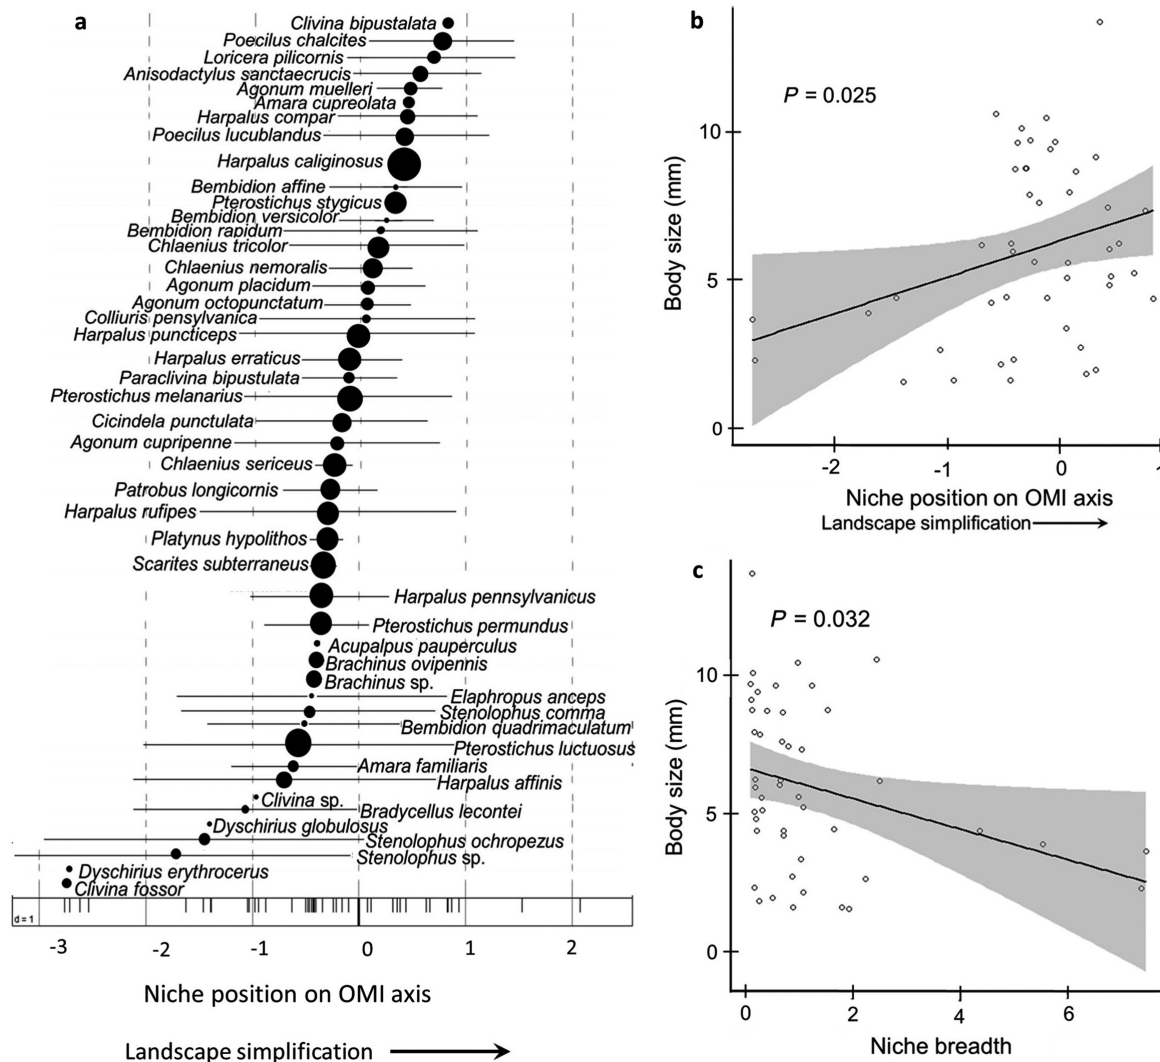 a
Clivina bipustalata
Poecilus chalcites
Loricera pilicornis
Anisodactylus sanctaecrucis
Agonum muelleri
Amara cupreolata
Harpalus compar
Poecilus lucublandus
Harpalus caliginosus
Bembidion affine
Pterostichus stygicus
Bembidion versicolor
Bembidion rapidum
Chlaenius tricolor
Chlaenius nemoralis
Agonum placidum
Agonum octopunctatum
Colliuris pensylvanica
Harpalus puncticeps
Harpalus erraticus
Paraclivina bipustulata
Pterostichus melanarius
Cicindela punctulata
Agonum cupripenne
Chlaenius sericeus
Patrobus longicornis
Harpalus rufipes
Platynus hypolithos
Scarites subterraneus
Harpalus pennsylvanicus
Pterostichus permundus
Acupalpus pauperculus
Brachinus ovipennis
Brachinus sp.
Elaphropus anceps
Stenolophus comma
Bembidion quadrimaculatum
Pterostichus luctuosus
Amara familiaris
Harpalus affinis
Clivina sp.
Bradycellus lecontei
Dyschirius globulosus
Stenolophus ochropezus
Stenolophus sp.
Dyschirius erythrocerus
Clivina fossor
d = 1
-3 -2 -1 0 1 2
Niche position on OMI axis
Landscape simplification
b
P = 0.025
10
5
0
Body size (mm)
-2 -1 0 1
Niche position on OMI axis
Landscape simplification
c
P = 0.032
10
5
0
Body size (mm)
0 2 4 6
Niche breadth